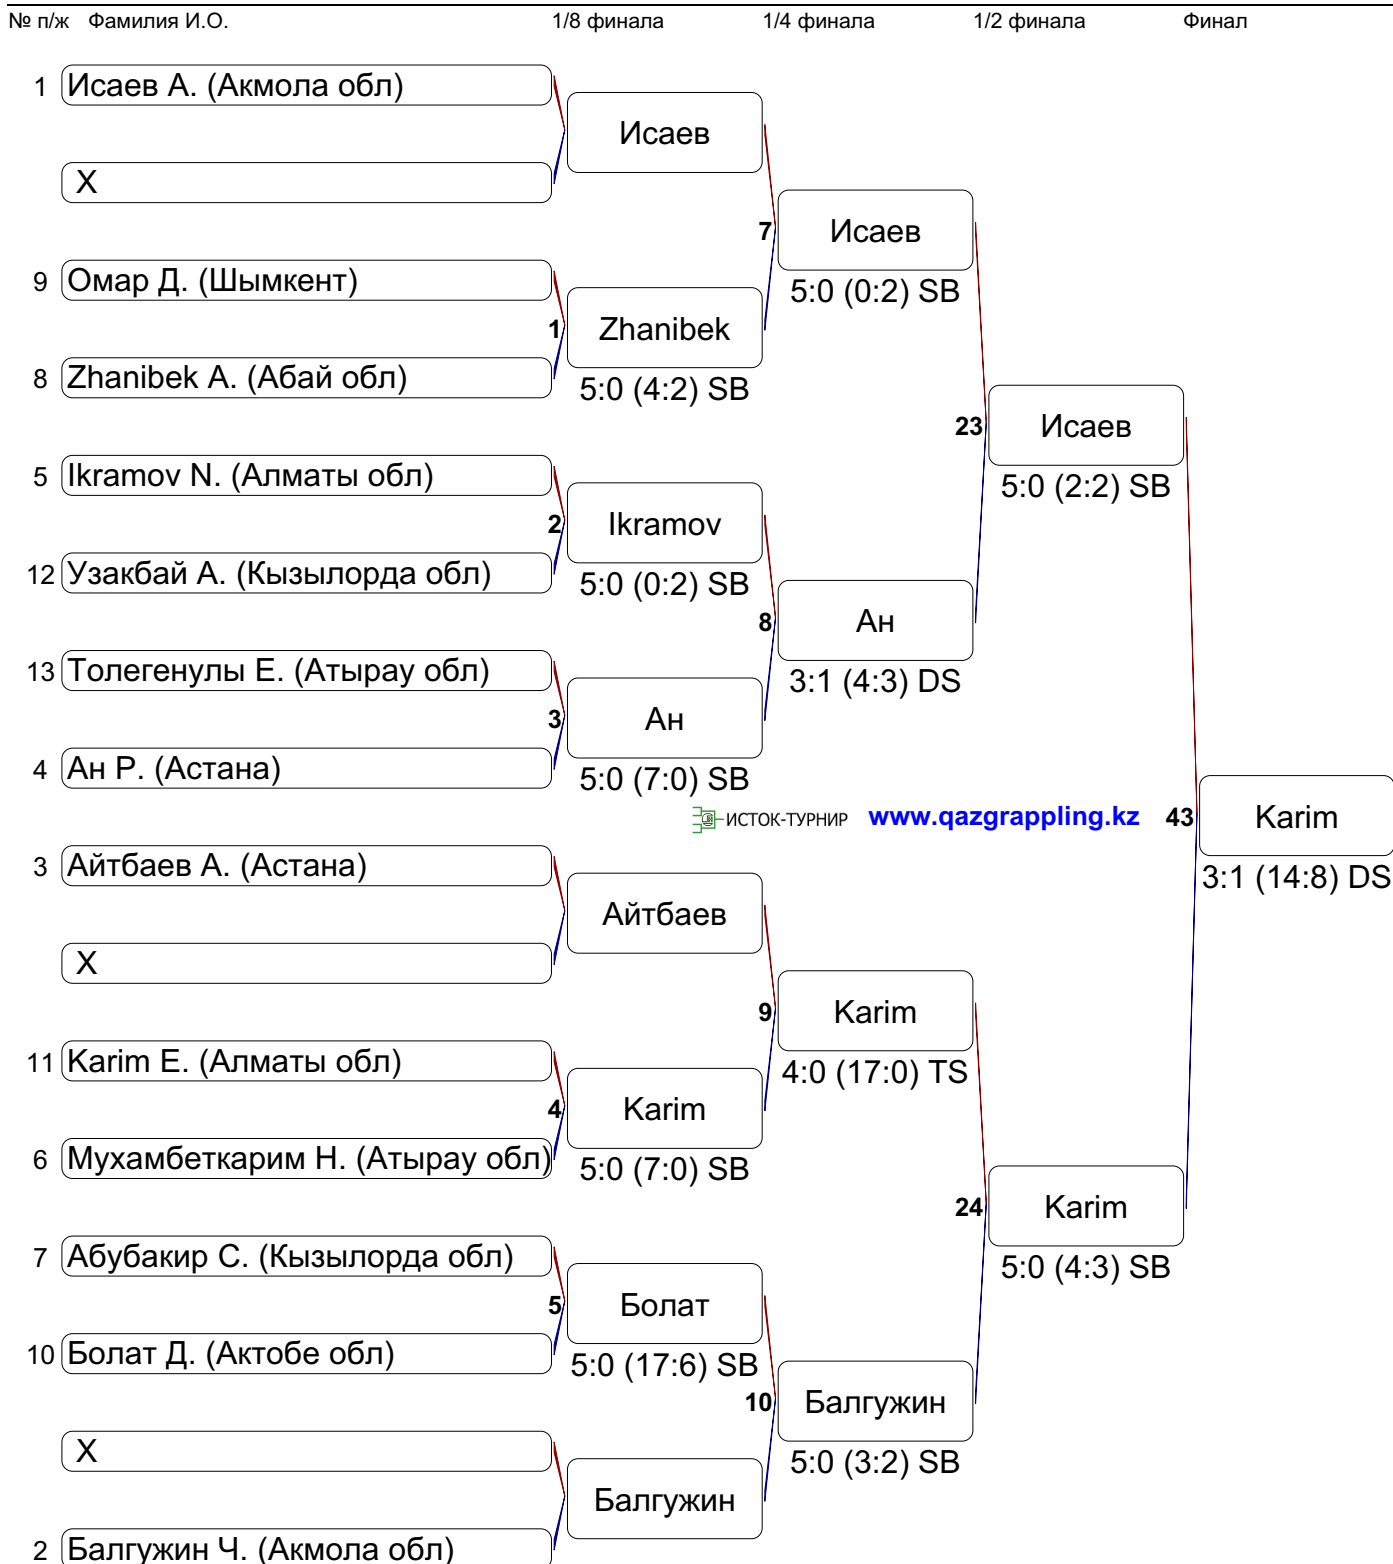 № п/ж Фамилия И.О. 1/8 финала 1/4 финала 1/2 финала Финал
1 Исаев А. (Акмола обл)
Исаев
X
7 Исаев
9 Омар Д. (Шымкент)
5:0 (0:2) SB
1 Zhanibek
8 Zhanibek A. (Абай обл)
5:0 (4:2) SB
23 Исаев
5 Ikramov N. (Алматы обл)
5:0 (2:2) SB
2 Ikramov
12 Узакбай А. (Кызылорда обл)
5:0 (0:2) SB
8 Ан
13 Толегенулы Е. (Атырау обл)
3:1 (4:3) DS
3 Ан
4 Ан Р. (Астана)
5:0 (7:0) SB
ИСТОК-ТУРНИР www.qazgrappling.kz 43 Karim
3 Айтбаев А. (Астана)
3:1 (14:8) DS
Айтбаев
X
9 Karim
11 Karim E. (Алматы обл)
4:0 (17:0) TS
4 Karim
6 Мухамбеткарим Н. (Атырау обл)
5:0 (7:0) SB
24 Karim
7 Абубакир С. (Кызылорда обл)
5:0 (4:3) SB
5 Болат
10 Болат Д. (Актобе обл)
5:0 (17:6) SB
10 Балгужин
X
5:0 (3:2) SB
Балгужин
2 Балгужин Ч. (Акмола обл)